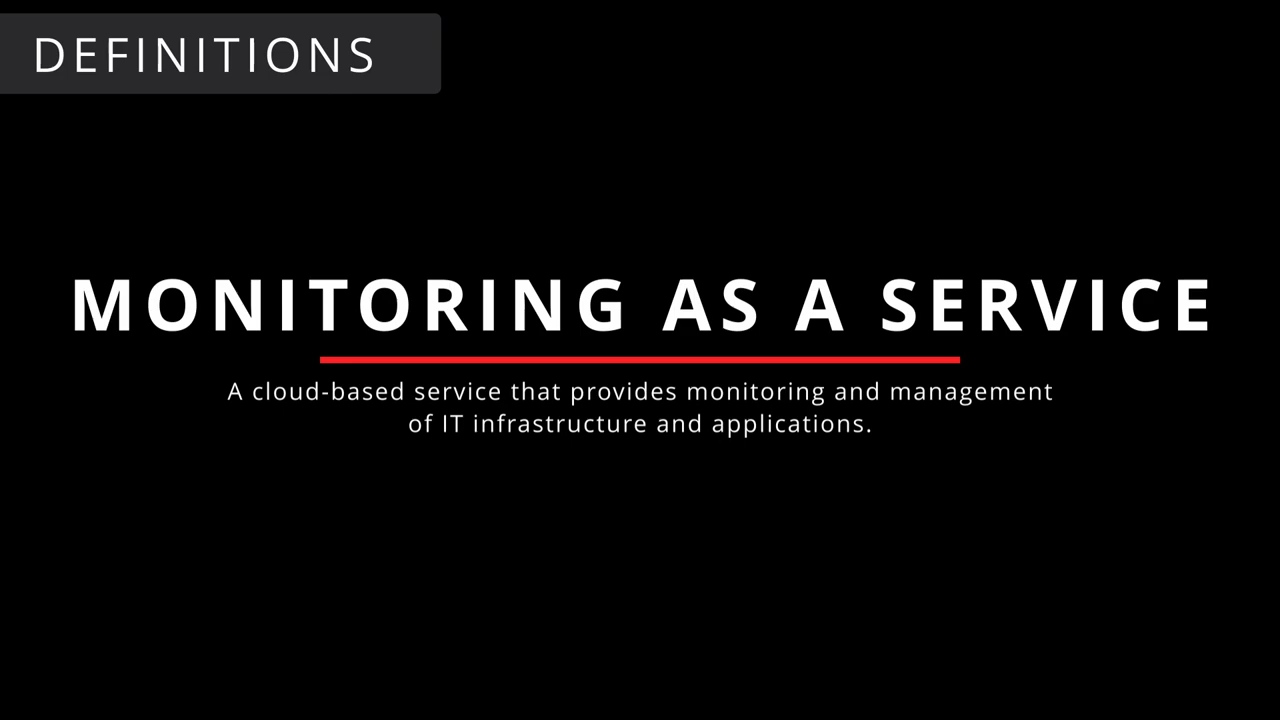 DEFINITIONS
MONITORING AS A SERVICE
A cloud-based service that provides monitoring and management
of IT infrastructure and applications.